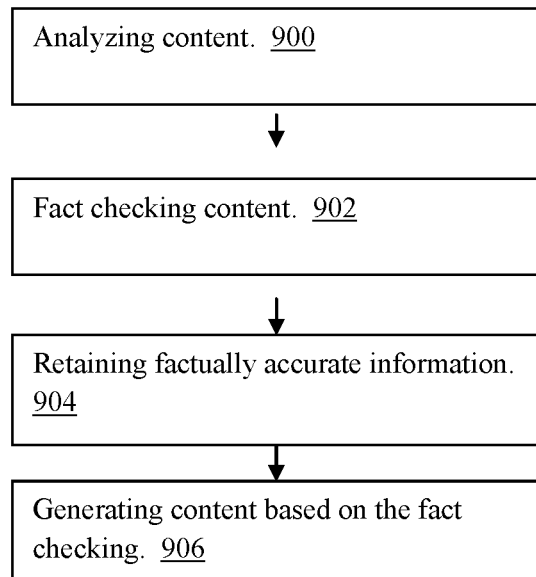 Analyzing content. 900
Fact checking content. 902
Retaining factually accurate information.
904
Generating content based on the fact
checking. 906